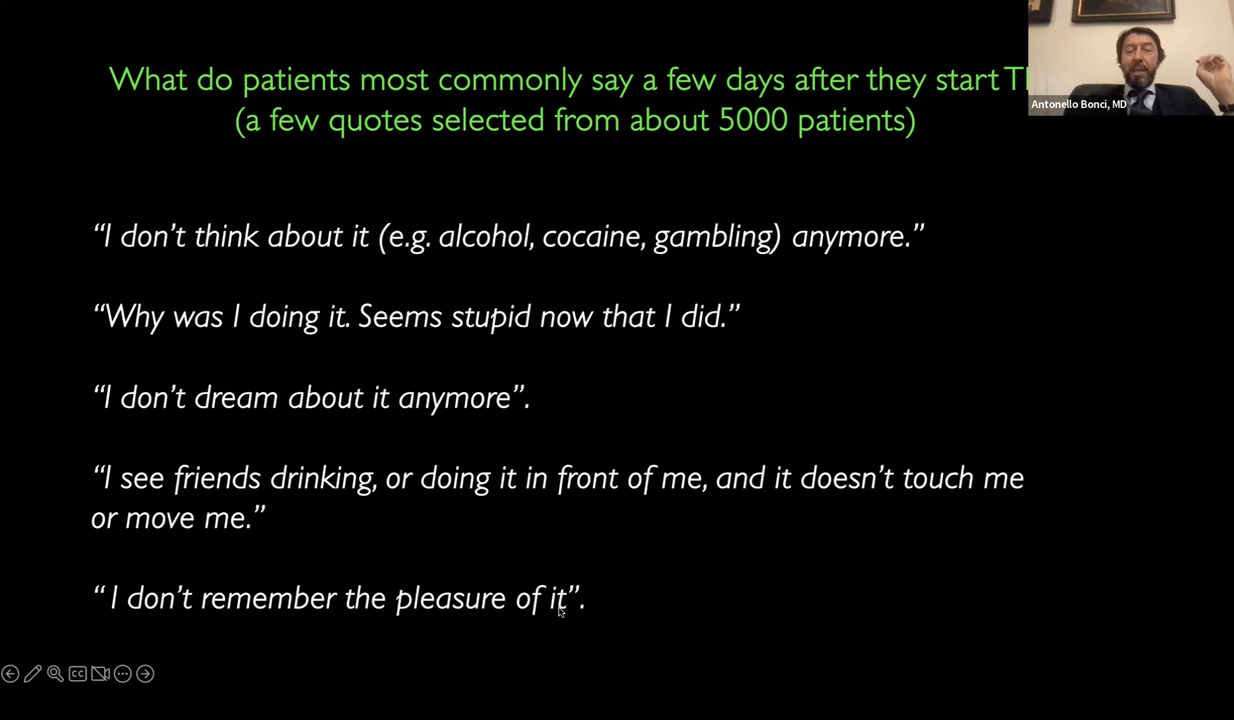 What do patients most commonly say a few days after they start
(a few quotes selected from about 5000 patients)
Antonello Bonci, MD
“I don’t think about it (e.g. alcohol, cocaine, gambling) anymore.”
“Why was I doing it. Seems stupid now that I did.”
“I don’t dream about it anymore”.
“I see friends drinking, or doing it in front of me, and it doesn’t touch me
or move me.”
“ I don’t remember the pleasure of it”.
CC